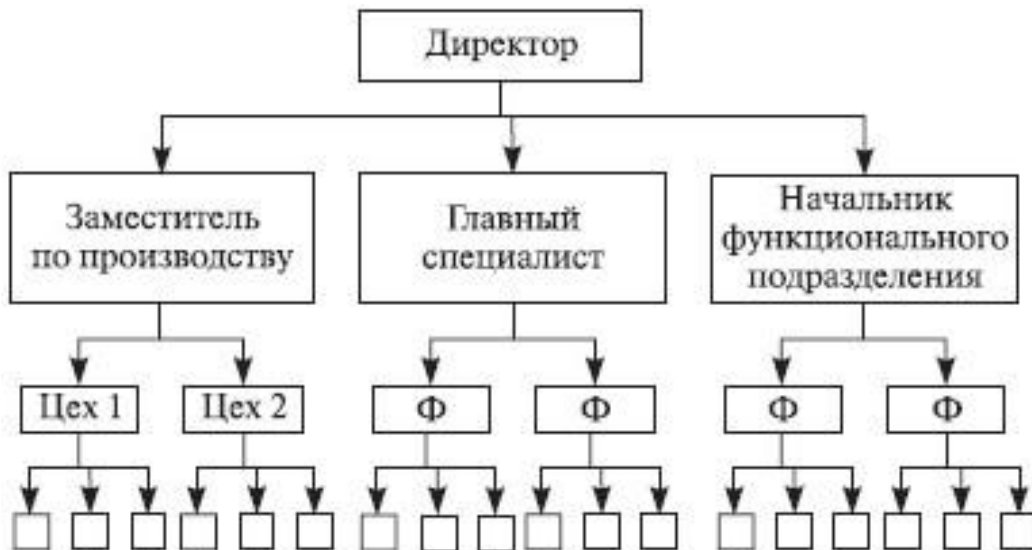 Директор
Заместитель
по производству
Главный
специалист
Начальник
функционального
подразделения
Цех 1
Цех 2
Ф
Ф
Ф
Ф